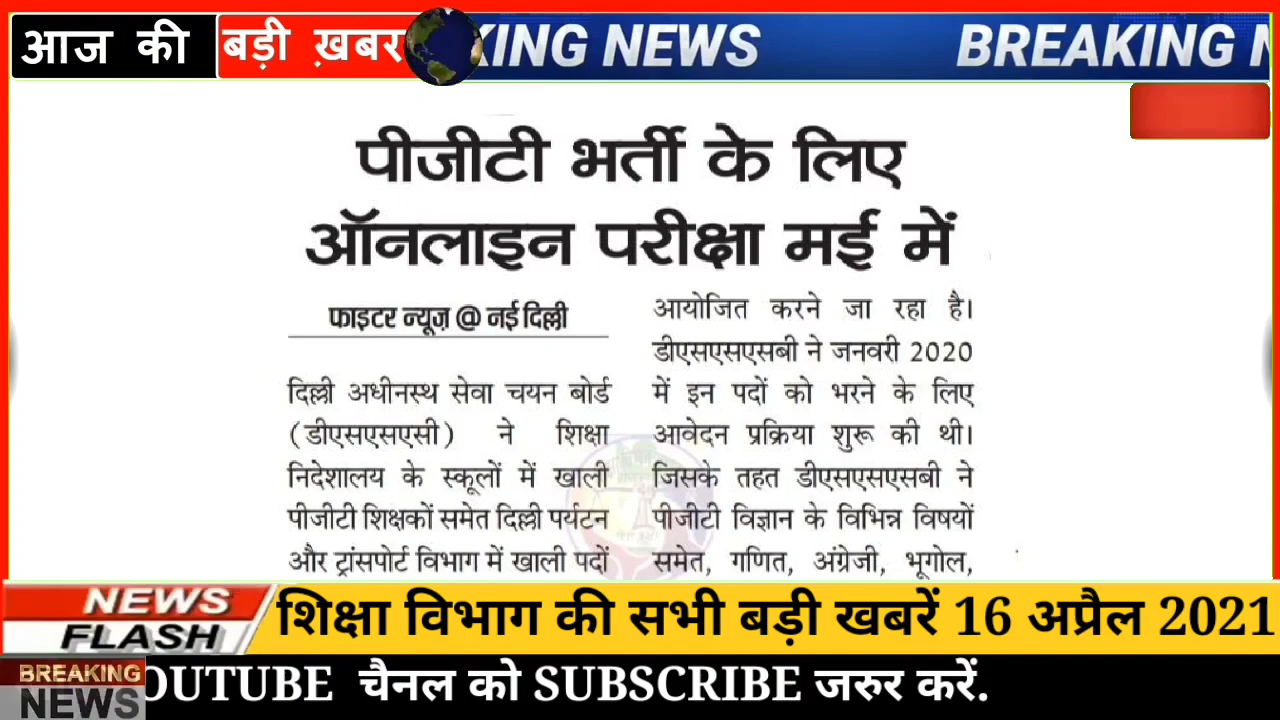 आज की बड़ी ख़बर
KING NEWS BREAKING N
पीजीटी भर्ती के लिए
ऑनलाइन परीक्षा मई में
फाइटर न्यूज़ @ नई दिल्ली
दिल्ली अधीनस्थ सेवा चयन बोर्ड
(डीएसएसएसी) ने शिक्षा
निदेशालय के स्कूलों में खाली
पीजीटी शिक्षकों समेत दिल्ली पर्यटन
और ट्रांसपोर्ट विभाग में खाली पदों
आयोजित करने जा रहा है।
डीएसएसएसबी ने जनवरी 2020
में इन पदों को भरने के लिए
आवेदन प्रक्रिया शुरू की थी।
जिसके तहत डीएसएसएसबी ने
पीजीटी विज्ञान के विभिन्न विषयों
समेत, गणित, अंग्रेजी, भूगोल,
NEWS
FLASH
शिक्षा विभाग की सभी बड़ी खबरें 16 अप्रैल 2021
BREAKING
NEWS
OUTUBE चैनल को SUBSCRIBE जरुर करें.